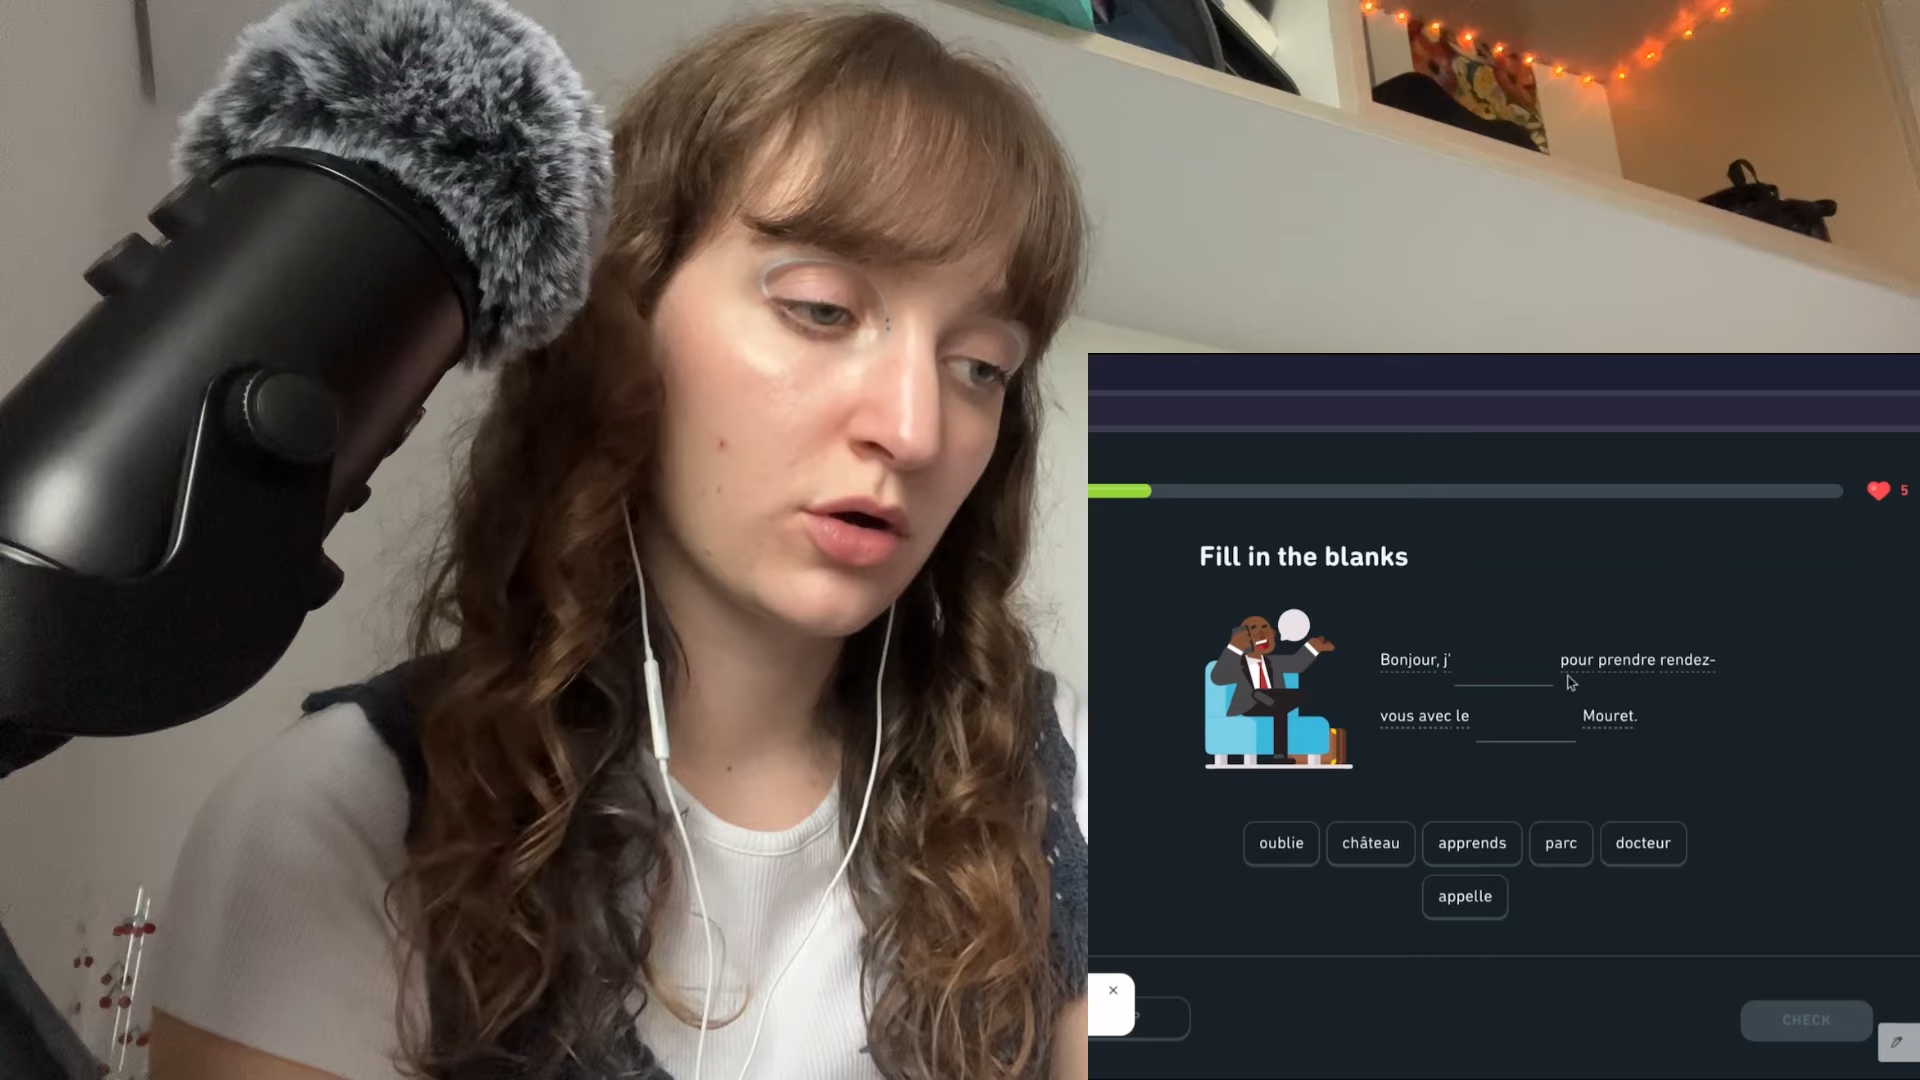 5
Fill in the blanks
Bonjour, j' pour prendre rendez-
vous avec le Mouret.
oublie château apprends parc docteur
appelle
CHECK